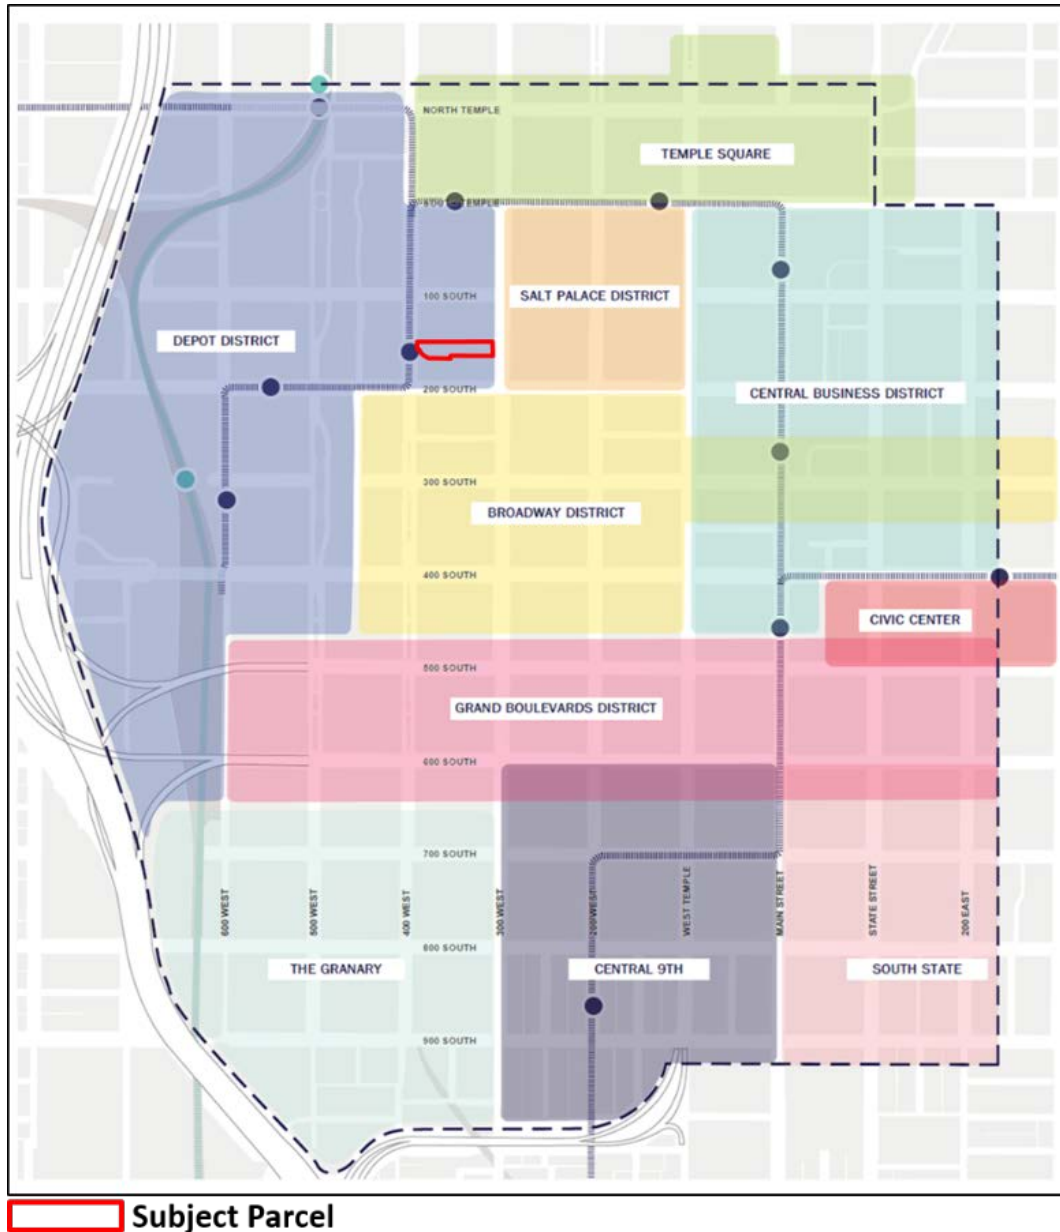 NORTH TEMPLE
TEMPLE SQUARE
SOUTH TEMPLE
100 SOUTH
SALT PALACE DISTRICT
DEPOT DISTRICT
200 SOUTH
CENTRAL BUSINESS DISTRICT
300 SOUTH
BROADWAY DISTRICT
400 SOUTH
CIVIC CENTER
500 SOUTH
GRAND BOULEVARDS DISTRICT
600 SOUTH
700 SOUTH
600 WEST
500 WEST
400 WEST
300 WEST
200 WEST
WEST TEMPLE
MAIN STREET
STATE STREET
200 EAST
800 SOUTH
THE GRANARY
CENTRAL 9TH
SOUTH STATE
900 SOUTH
Subject Parcel